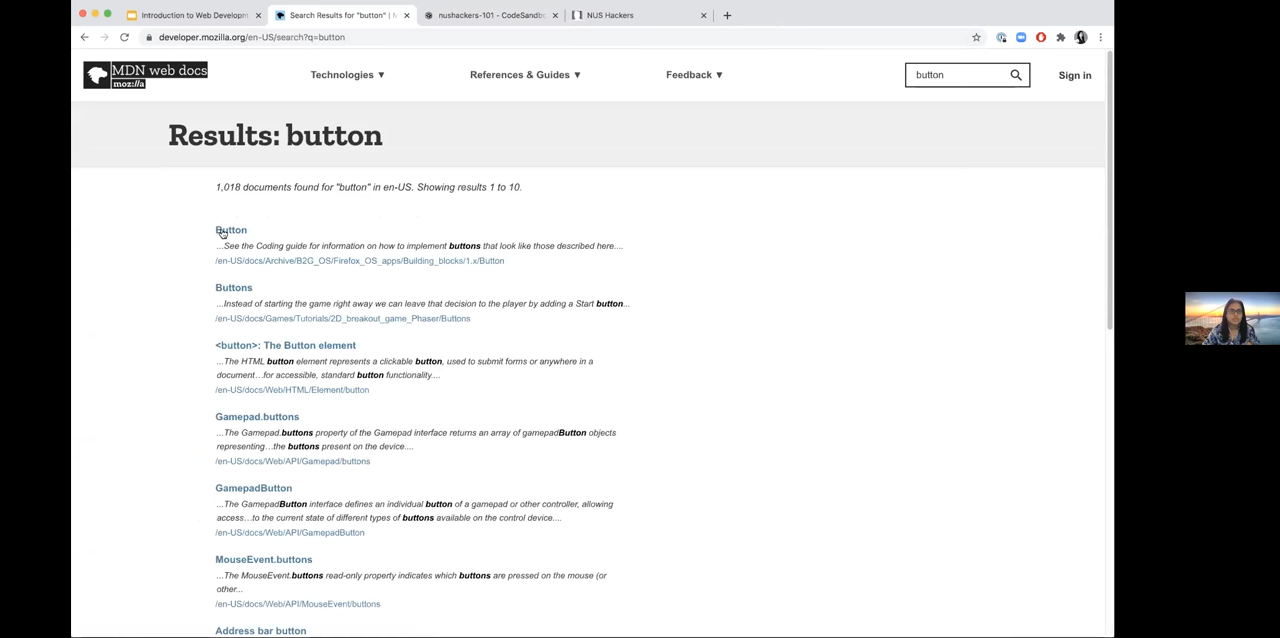 Introduction to Web Developm
Search Results for "button" | M
nushackers-101 - CodeSandbo
NUS Hackers
developer.mozilla.org/en-US/search?q=button
MDN web docs
moz://a
Technologies ▼
References & Guides ▼
Feedback ▼
button
Sign in
Results: button
1,018 documents found for "button" in en-US. Showing results 1 to 10.
Button
...See the Coding guide for information on how to implement buttons that look like those described here....
/en-US/docs/Archive/B2G_OS/Firefox_OS_apps/Building_blocks/1.x/Button
Buttons
...Instead of starting the game right away we can leave that decision to the player by adding a Start button...
/en-US/docs/Games/Tutorials/2D_breakout_game_Phaser/Buttons
<button>: The Button element
...The HTML button element represents a clickable button, used to submit forms or anywhere in a
document…for accessible, standard button functionality....
/en-US/docs/Web/HTML/Element/button
Gamepad.buttons
...The Gamepad.buttons property of the Gamepad interface returns an array of gamepadButton objects
representing…the buttons present on the device....
/en-US/docs/Web/API/Gamepad/buttons
GamepadButton
...The GamepadButton interface defines an individual button of a gamepad or other controller, allowing
access…to the current state of different types of buttons available on the control device....
/en-US/docs/Web/API/GamepadButton
MouseEvent.buttons
...The MouseEvent.buttons read-only property indicates which buttons are pressed on the mouse (or
other...
/en-US/docs/Web/API/MouseEvent/buttons
Address bar button